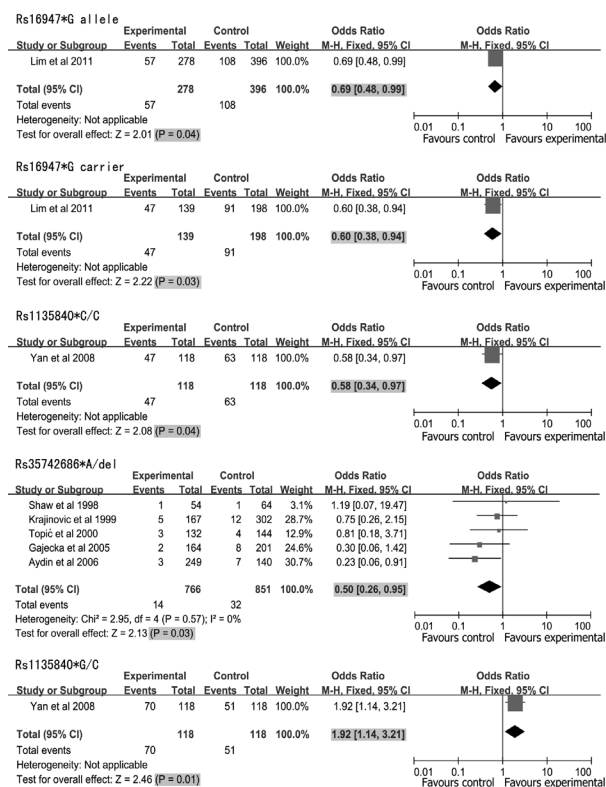 Rs16947*G allele
Experimental Control Odds Ratio Odds Ratio
Study or Subgroup Events Total Events Total Weight M-H, Fixed, 95% CI M-H, Fixed, 95% CI
Lim et al 2011 57 278 108 396 100.0% 0.69 [0.48, 0.99]
Total (95% CI) 278 396 100.0% 0.69 [0.48, 0.99]
Total events 57 108
Heterogeneity: Not applicable
Test for overall effect: Z = 2.01 (P = 0.04)
0.01 0.1 1 10 100
Favours control Favours experimental
Rs16947*G carrier
Experimental Control Odds Ratio Odds Ratio
Study or Subgroup Events Total Events Total Weight M-H, Fixed, 95% CI M-H, Fixed, 95% CI
Lim et al 2011 47 139 91 198 100.0% 0.60 [0.38, 0.94]
Total (95% CI) 139 198 100.0% 0.60 [0.38, 0.94]
Total events 47 91
Heterogeneity: Not applicable
Test for overall effect: Z = 2.22 (P = 0.03)
0.01 0.1 1 10 100
Favours control Favours experimental
Rs1135840*C/C
Experimental Control Odds Ratio Odds Ratio
Study or Subgroup Events Total Events Total Weight M-H, Fixed, 95% CI M-H, Fixed, 95% CI
Yan et al 2008 47 118 63 118 100.0% 0.58 [0.34, 0.97]
Total (95% CI) 118 118 100.0% 0.58 [0.34, 0.97]
Total events 47 63
Heterogeneity: Not applicable
Test for overall effect: Z = 2.08 (P = 0.04)
0.01 0.1 1 10 100
Favours control Favours experimental
Rs35742686*A/del
Experimental Control Odds Ratio Odds Ratio
Study or Subgroup Events Total Events Total Weight M-H, Fixed, 95% CI M-H, Fixed, 95% CI
Shaw et al 1998 1 54 1 64 3.1% 1.19 [0.07, 19.47]
Krajinovic et al 1999 5 167 12 302 28.7% 0.75 [0.26, 2.15]
Topić et al 2000 3 132 4 144 12.9% 0.81 [0.18, 3.71]
Gajecka et al 2005 2 164 8 201 24.6% 0.30 [0.06, 1.42]
Aydin et al 2006 3 249 7 140 30.7% 0.23 [0.06, 0.91]
Total (95% CI) 766 851 100.0% 0.50 [0.26, 0.95]
Total events 14 32
Heterogeneity: Chi² = 2.95, df = 4 (P = 0.57); I² = 0%
Test for overall effect: Z = 2.13 (P = 0.03)
0.01 0.1 1 10 100
Favours control Favours experimental
Rs1135840*G/C
Experimental Control Odds Ratio Odds Ratio
Study or Subgroup Events Total Events Total Weight M-H, Fixed, 95% CI M-H, Fixed, 95% CI
Yan et al 2008 70 118 51 118 100.0% 1.92 [1.14, 3.21]
Total (95% CI) 118 118 100.0% 1.92 [1.14, 3.21]
Total events 70 51
Heterogeneity: Not applicable
Test for overall effect: Z = 2.46 (P = 0.01)
0.01 0.1 1 10 100
Favours control Favours experimental